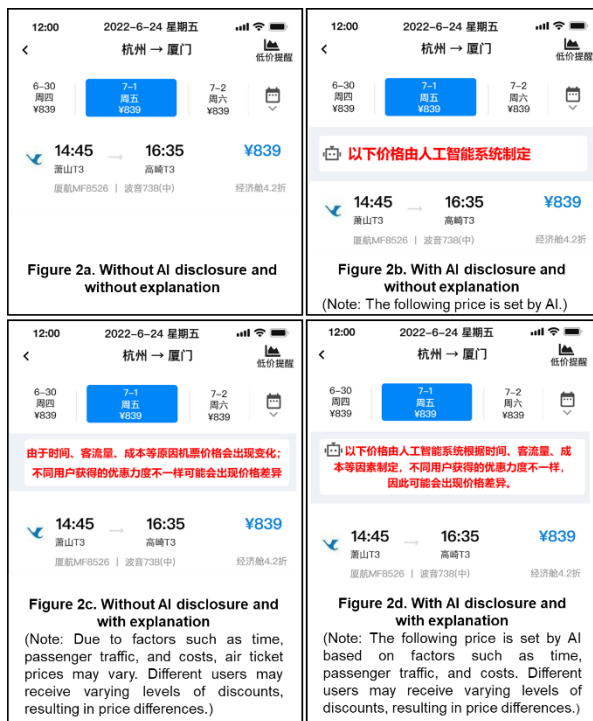 12:00 2022-6-24 星期五
杭州 → 厦门
低价提醒
6-30 7-1 7-2
周四 周五 周六
¥839 ¥839 ¥839
14:45 → 16:35 ¥839
萧山T3 高崎T3
厦航MF8526 | 波音738(中) 经济舱4.2折
Figure 2a. Without AI disclosure and
without explanation
12:00 2022-6-24 星期五
杭州 → 厦门
低价提醒
6-30 7-1 7-2
周四 周五 周六
¥839 ¥839 ¥839
以下价格由人工智能系统制定
14:45 → 16:35 ¥839
萧山T3 高崎T3
厦航MF8526 | 波音738(中) 经济舱4.2折
Figure 2b. With AI disclosure and
without explanation
(Note: The following price is set by AI.)
12:00 2022-6-24 星期五
杭州 → 厦门
低价提醒
6-30 7-1 7-2
周四 周五 周六
¥839 ¥839 ¥839
由于时间、客流量、成本等原因机票价格会出现变化;
不同用户获得的优惠力度不一样可能会出现价格差异
14:45 → 16:35 ¥839
萧山T3 高崎T3
厦航MF8526 | 波音738(中) 经济舱4.2折
Figure 2c. Without AI disclosure and
with explanation
(Note: Due to factors such as time,
passenger traffic, and costs, air ticket
prices may vary. Different users may
receive varying levels of discounts,
resulting in price differences.)
12:00 2022-6-24 星期五
杭州 → 厦门
低价提醒
6-30 7-1 7-2
周四 周五 周六
¥839 ¥839 ¥839
以下价格由人工智能系统根据时间、客流量、成
本等因素制定，不同用户获得的优惠力度不一样，
因此可能会出现价格差异。
14:45 → 16:35 ¥839
萧山T3 高崎T3
厦航MF8526 | 波音738(中) 经济舱4.2折
Figure 2d. With AI disclosure and
with explanation
(Note: The following price is set by AI
based on factors such as time,
passenger traffic, and costs. Different
users may receive varying levels of
discounts, resulting in price differences.)